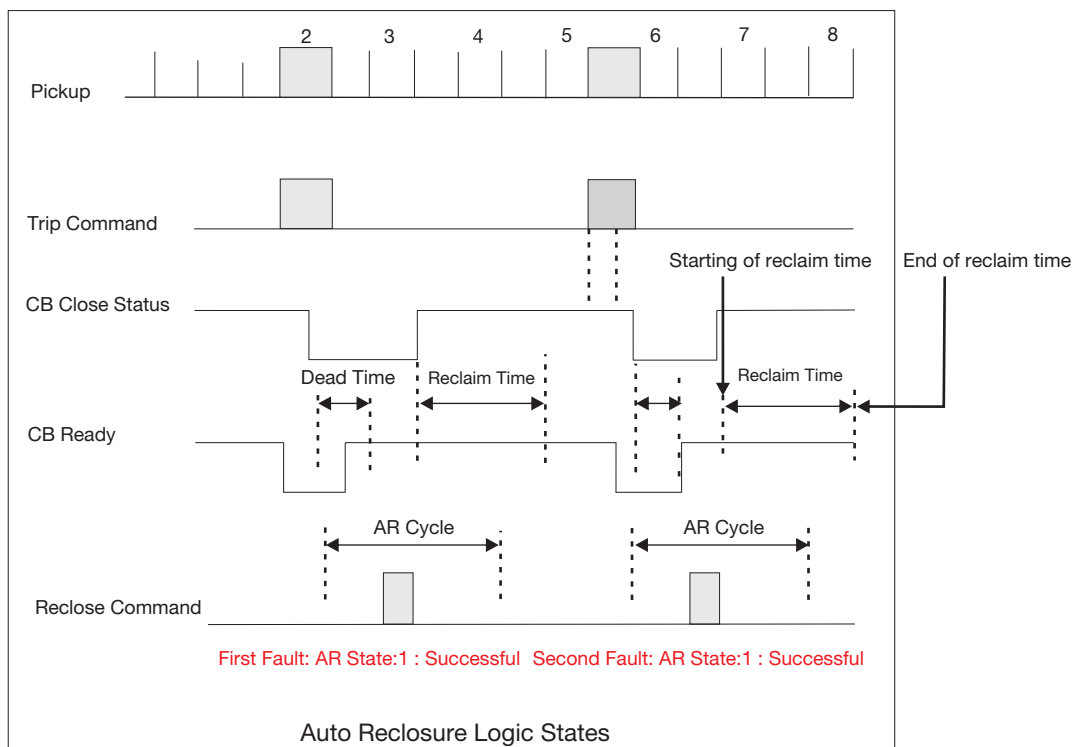 2 3 4 5 6 7 8
Pickup
Trip Command
Starting of reclaim time
End of reclaim time
CB Close Status
Dead Time
Reclaim Time
Reclaim Time
CB Ready
AR Cycle
AR Cycle
Reclose Command
First Fault: AR State:1 : Successful
Second Fault: AR State:1 : Successful
Auto Reclosure Logic States